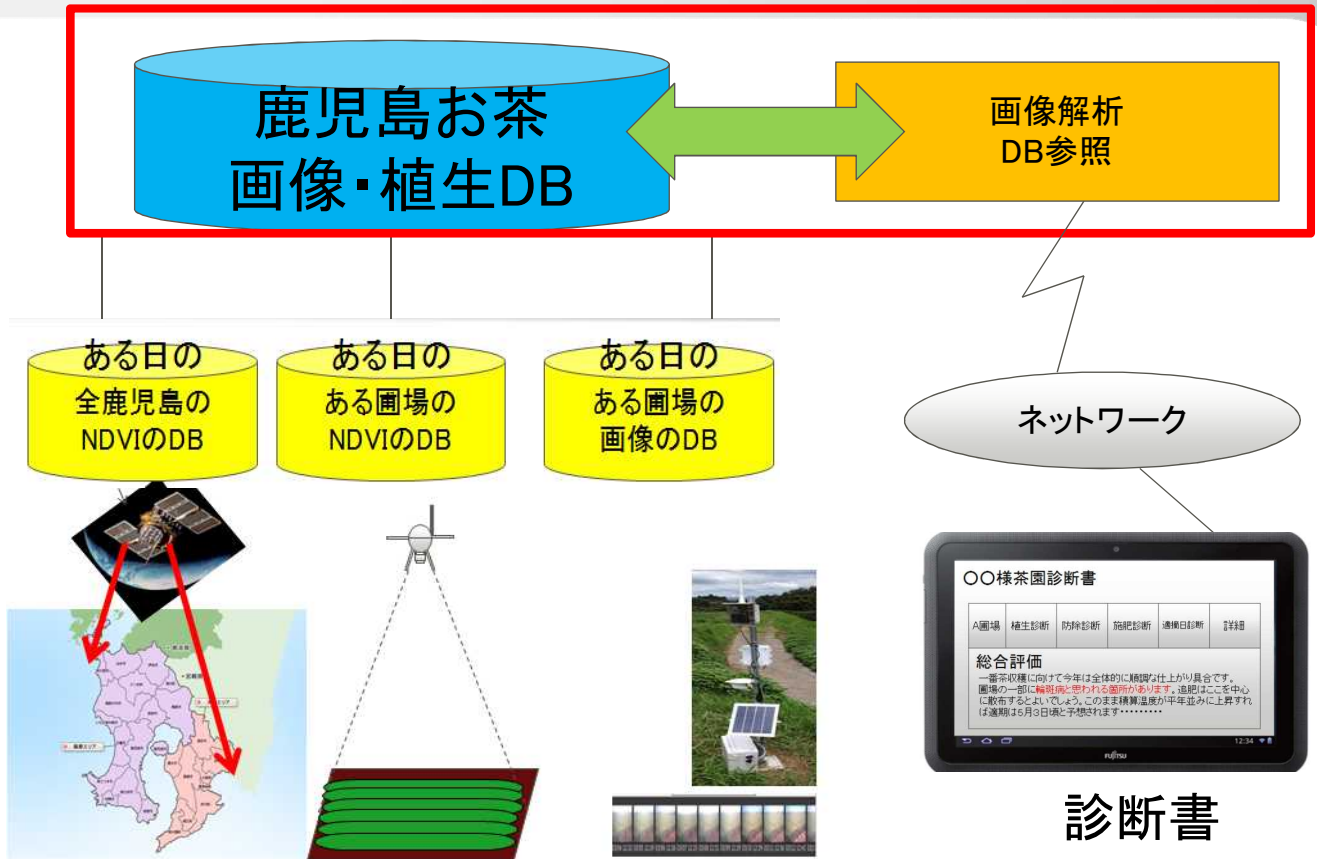 鹿児島お茶
画像・植生DB
画像解析
DB参照
ある日の
全鹿児島の
NDVIのDB
ある日の
ある圃場の
NDVIのDB
ある日の
ある圃場の
画像のDB
ネットワーク
〇〇様茶園診断書
A圃場 植生診断 防除診断 施肥診断 適摘日診断 詳細
総合評価
一番茶収穫に向けて今年は全体的に順調な仕上がり具合です。
圃場の一部に輪斑病と思われる箇所があります。追肥はここを中心
に散布するとよいでしょう。このまま積算温度が平年並みに上昇すれ
ば適期は5月3日頃と予想されます・・・・・・・・・
12:34
FUJITSU
診断書